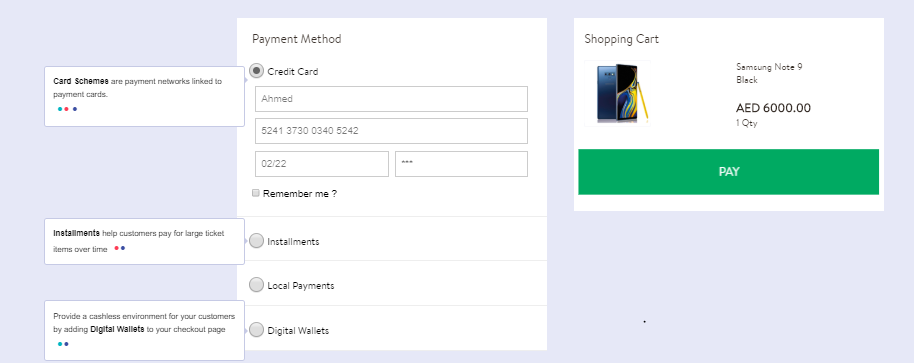 Payment Method
Card Schemes are payment networks linked to
payment cards.
Credit Card
Ahmed
5241 3730 0340 5242
02/22
***
Remember me ?
Installments help customers pay for large ticket
items over time
Installments
Local Payments
Provide a cashless environment for your customers
by adding Digital Wallets to your checkout page
Digital Wallets
Shopping Cart
Samsung Note 9
Black
AED 6000.00
1 Qty
PAY